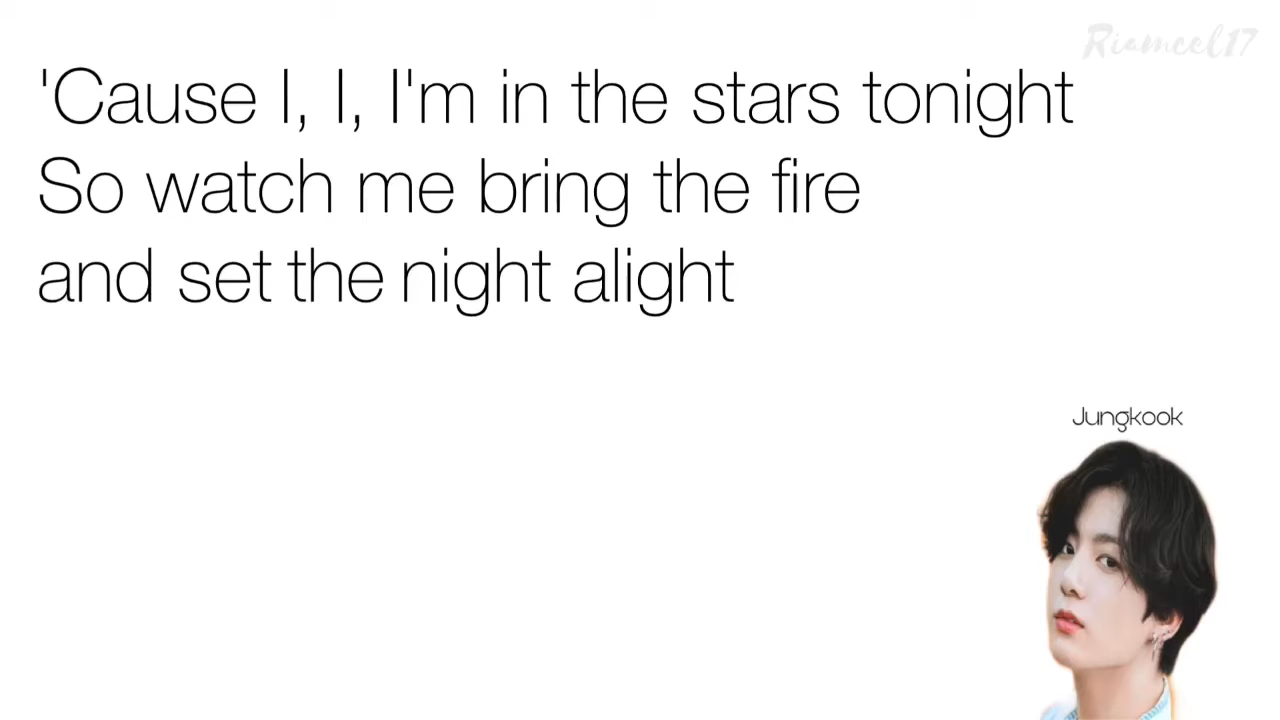 Riamcel17
'Cause I, I, I'm in the stars tonight
So watch me bring the fire
and set the night alight
Jungkook